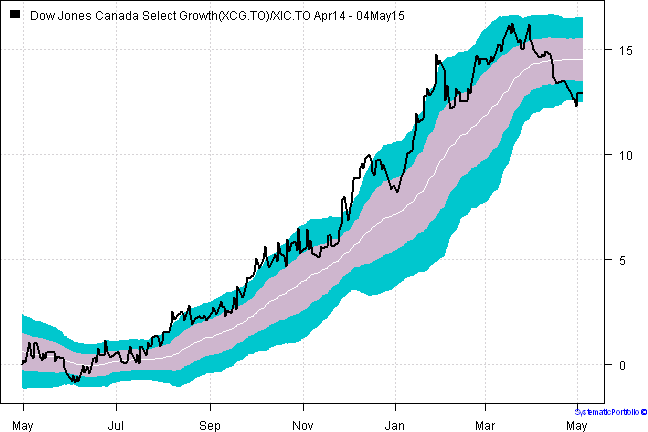 Dow Jones Canada Select Growth(XCG.TO)/XIC.TO Apr14 - 04May15
15
10
5
0
May Jul Sep Nov Jan Mar May
SystematicPortfolio ©